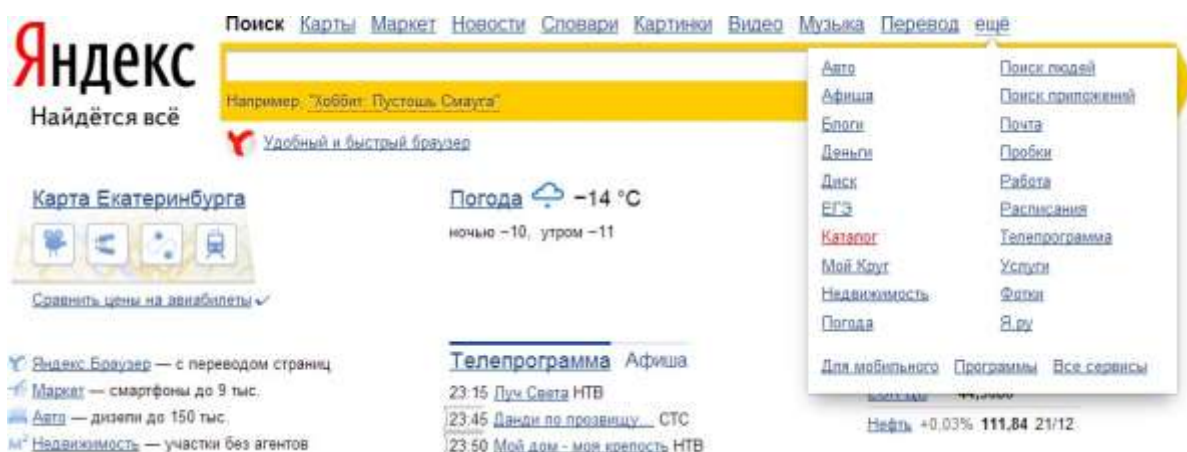 Яндекс
Найдётся всё
Поиск Карты Маркет Новости Словари Картинки Видео Музыка Перевод ещё
Например, "Хоббит: Пустошь Смауга"
Удобный и быстрый браузер
Авто
Афиша
Блоги
Деньги
Диск
ЕГЭ
Каталог
Мой Круг
Недвижимость
Погода
Поиск людей
Поиск приложений
Почта
Пробки
Работа
Расписания
Телепрограмма
Услуги
Фотки
Я.ру
Для мобильного Программы Все сервисы
Карта Екатеринбурга
Сравнить цены на авиабилеты
Погода −14 °C
ночью −10, утром −11
Яндекс.Браузер — с переводом страниц
Маркет — смартфоны до 9 тыс.
Авто — дизели до 150 тыс.
м² Недвижимость — участки без агентов
Телепрограмма Афиша
23:15 Луч Света НТВ
23:45 Данди по прозвищу... СТС
23:50 Мой дом - моя крепость НТВ
Нефть +0,03% 111,84 21/12